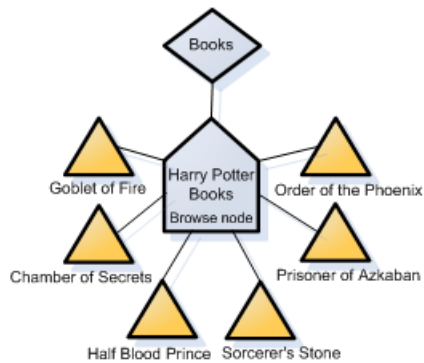 Books
Harry Potter
Books
Browse node
Goblet of Fire
Order of the Phoenix
Chamber of Secrets
Prisoner of Azkaban
Half Blood Prince
Sorcerer's Stone